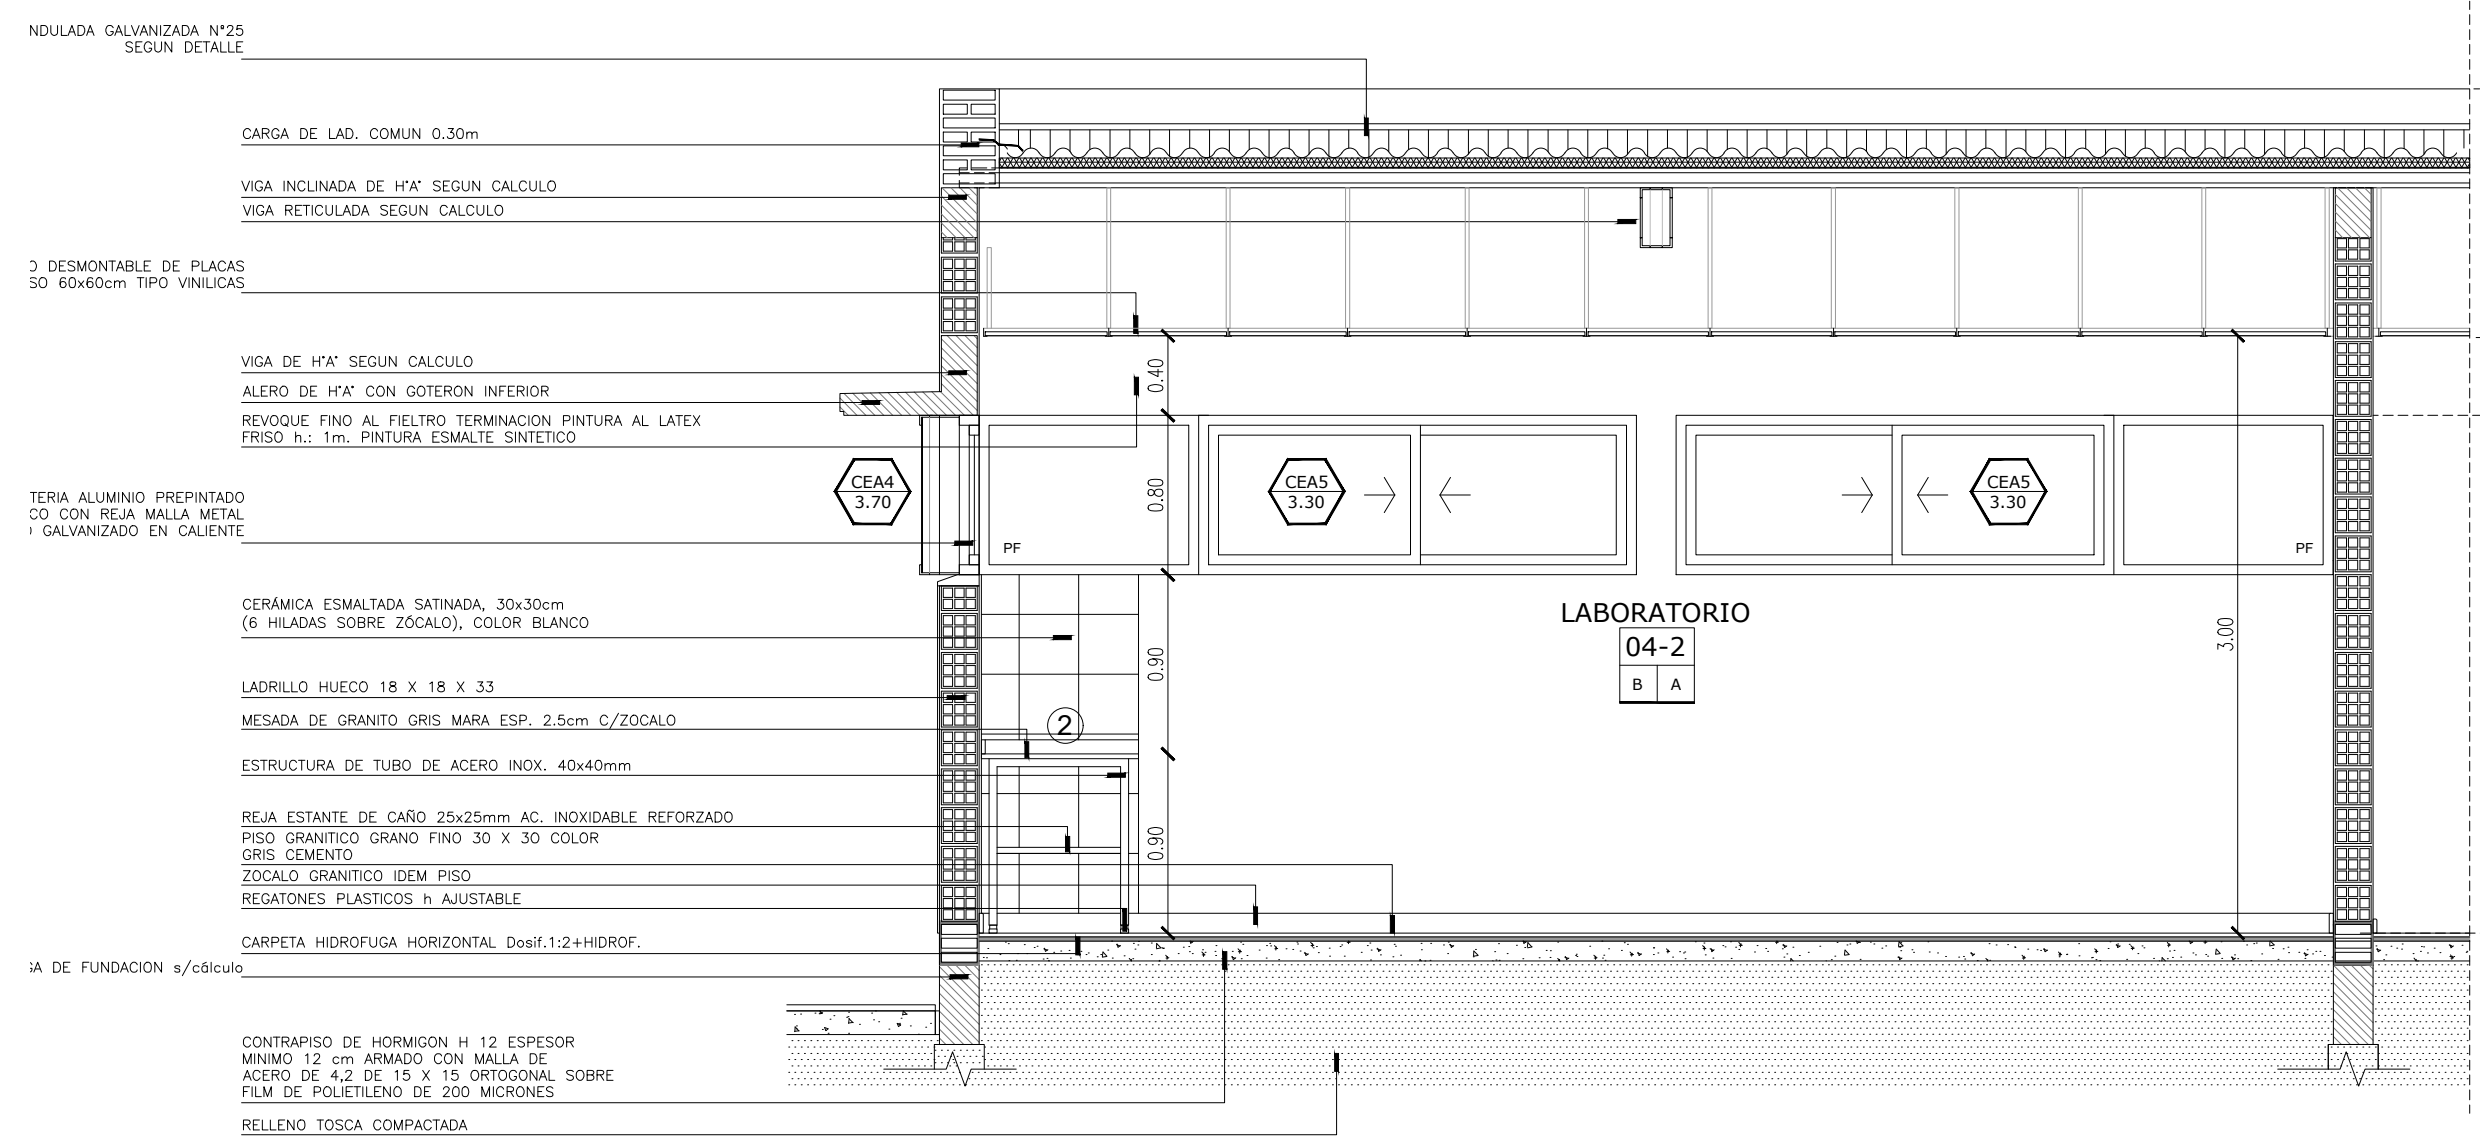 NDULADA GALVANIZADA N°25
SEGUN DETALLE
CARGA DE LAD. COMUN 0.30m
VIGA INCLINADA DE H°A° SEGUN CALCULO
VIGA RETICULADA SEGUN CALCULO
O DESMONTABLE DE PLACAS
SO 60x60cm TIPO VINILICAS
VIGA DE H°A° SEGUN CALCULO
ALERO DE H°A° CON GOTERON INFERIOR
REVOQUE FINO AL FIELTRO TERMINACION PINTURA AL LATEX
FRISO h.: 1m. PINTURA ESMALTE SINTETICO
TERIA ALUMINIO PREPINTADO
CO CON REJA MALLA METAL
GALVANIZADO EN CALIENTE
CERÁMICA ESMALTADA SATINADA, 30x30cm
(6 HILADAS SOBRE ZÓCALO), COLOR BLANCO
LADRILLO HUECO 18 X 18 X 33
MESADA DE GRANITO GRIS MARA ESP. 2.5cm C/ZOCALO
ESTRUCTURA DE TUBO DE ACERO INOX. 40x40mm
REJA ESTANTE DE CAÑO 25x25mm AC. INOXIDABLE REFORZADO
PISO GRANITICO GRANO FINO 30 X 30 COLOR
GRIS CEMENTO
ZOCALO GRANITICO IDEM PISO
REGATONES PLASTICOS h AJUSTABLE
CARPETA HIDROFUGA HORIZONTAL Dosif.1:2+HIDROF.
GA DE FUNDACION s/cálculo
CONTRAPISO DE HORMIGON H 12 ESPESOR
MINIMO 12 cm ARMADO CON MALLA DE
ACERO DE 4,2 DE 15 X 15 ORTOGONAL SOBRE
FILM DE POLIETILENO DE 200 MICRONES
RELLENO TOSCA COMPACTADA
CEA4
3.70
PF
CEA5
3.30
CEA5
3.30
PF
0.40
0.80
0.90
0.90
3.00
2
LABORATORIO
04-2
B A